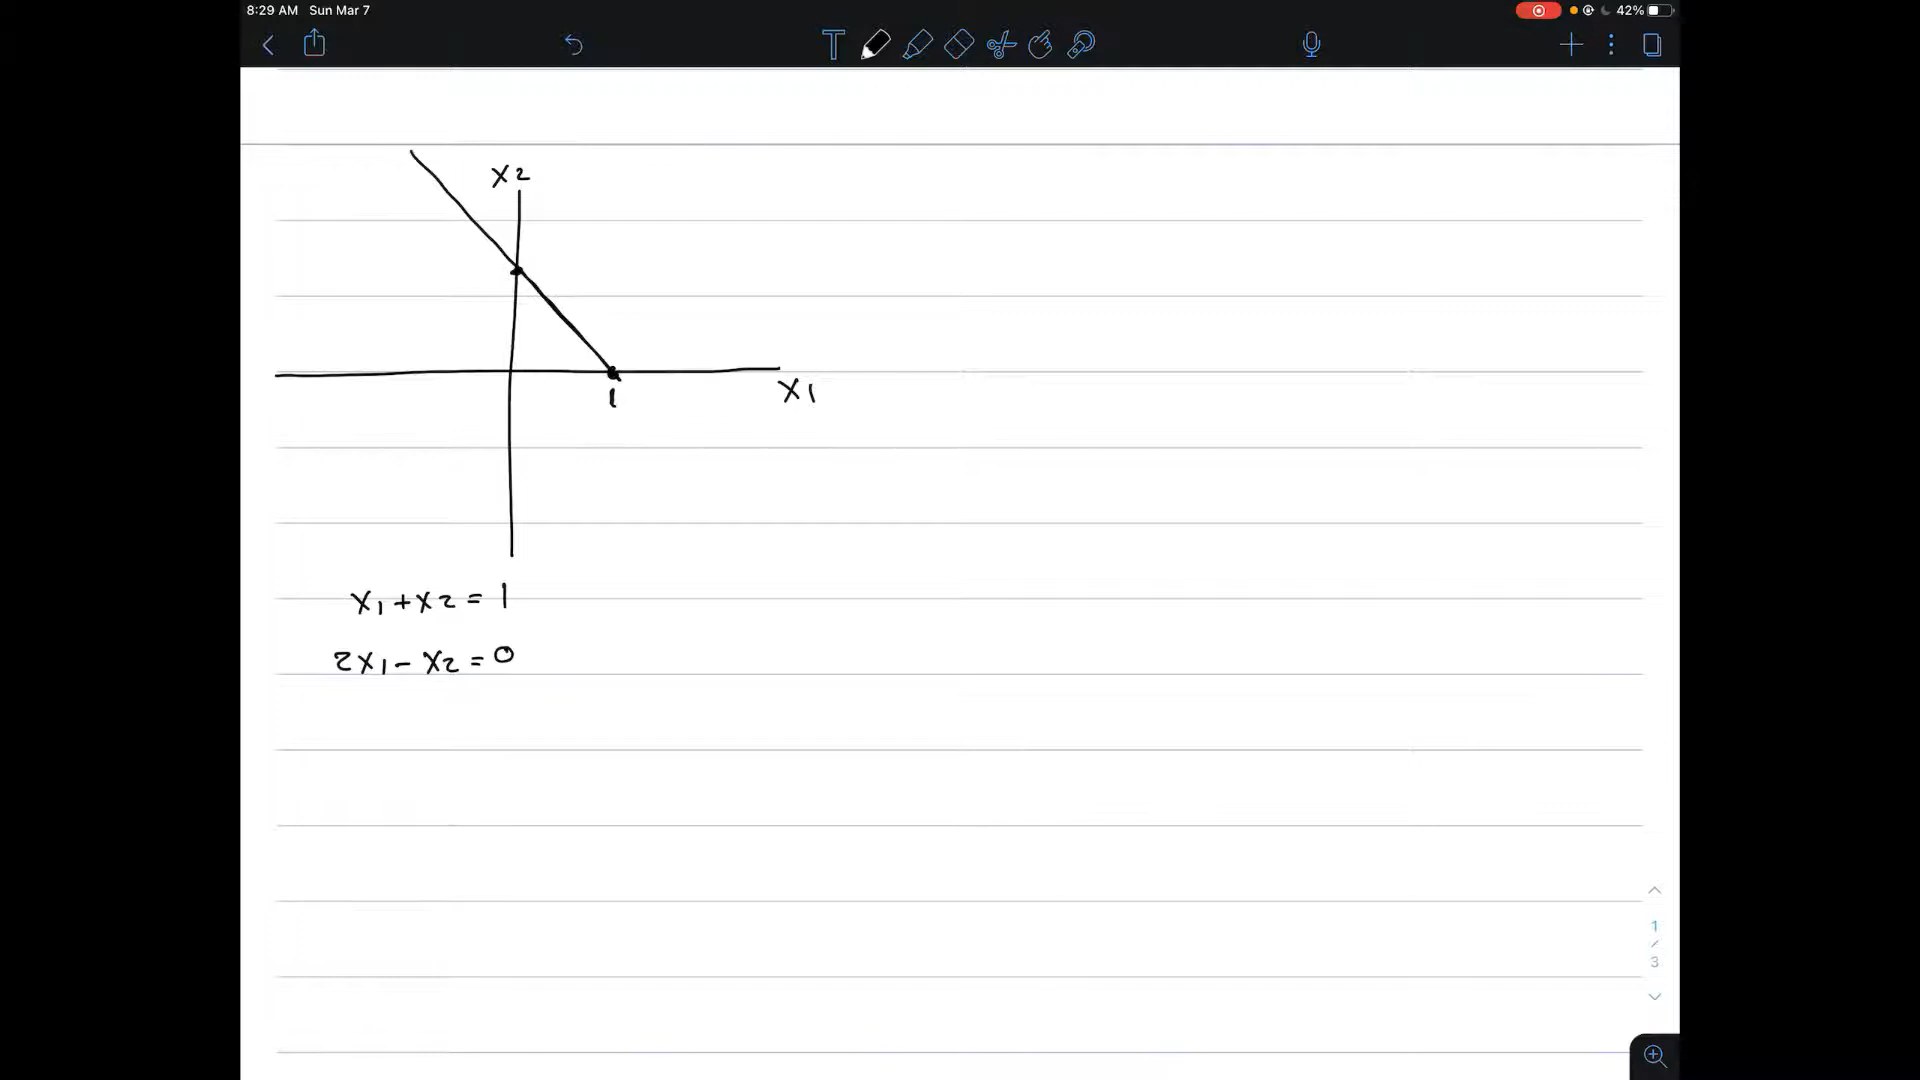 8:29 AM Sun Mar 7
42%
T
X2
1
X1
X1 + X2 = 1
2X1 - X2 = 0
1
/
3